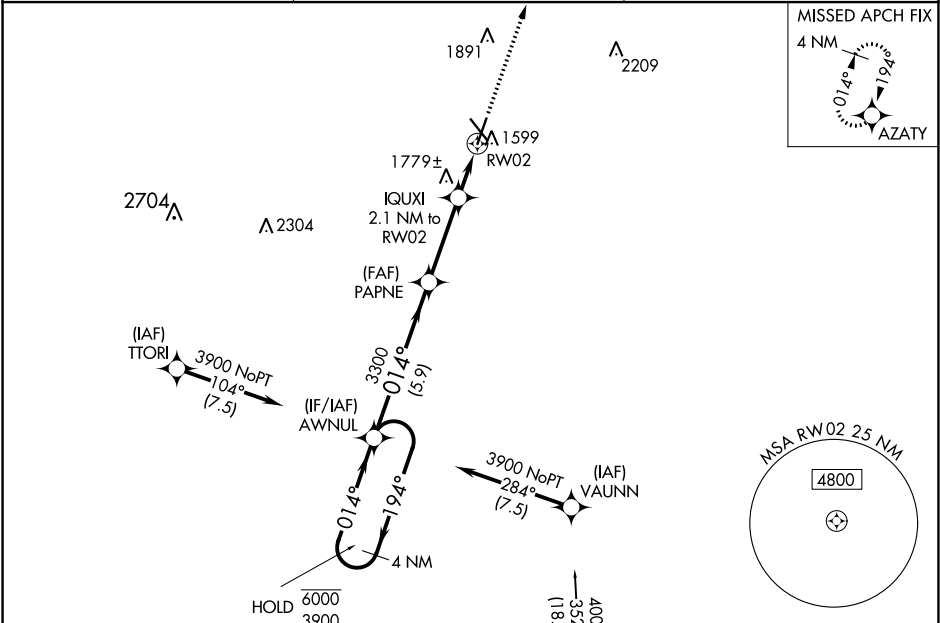 MISSED APCH FIX
4 NM
014°
194°
AZATY
1891
2209
1599
RW02
1779±
IQUXI
2.1 NM to
RW02
2704
2304
(FAF)
PAPNE
(IAF)
TTORI
3900 NoPT
104°
(7.5)
3300
014°
(5.9)
(IF/IAF)
AWNUL
014°
194°
4 NM
HOLD 6000
3900
3900 NoPT
284°
(7.5)
(IAF)
VAUNN
MSA RW02 25 NM
4800